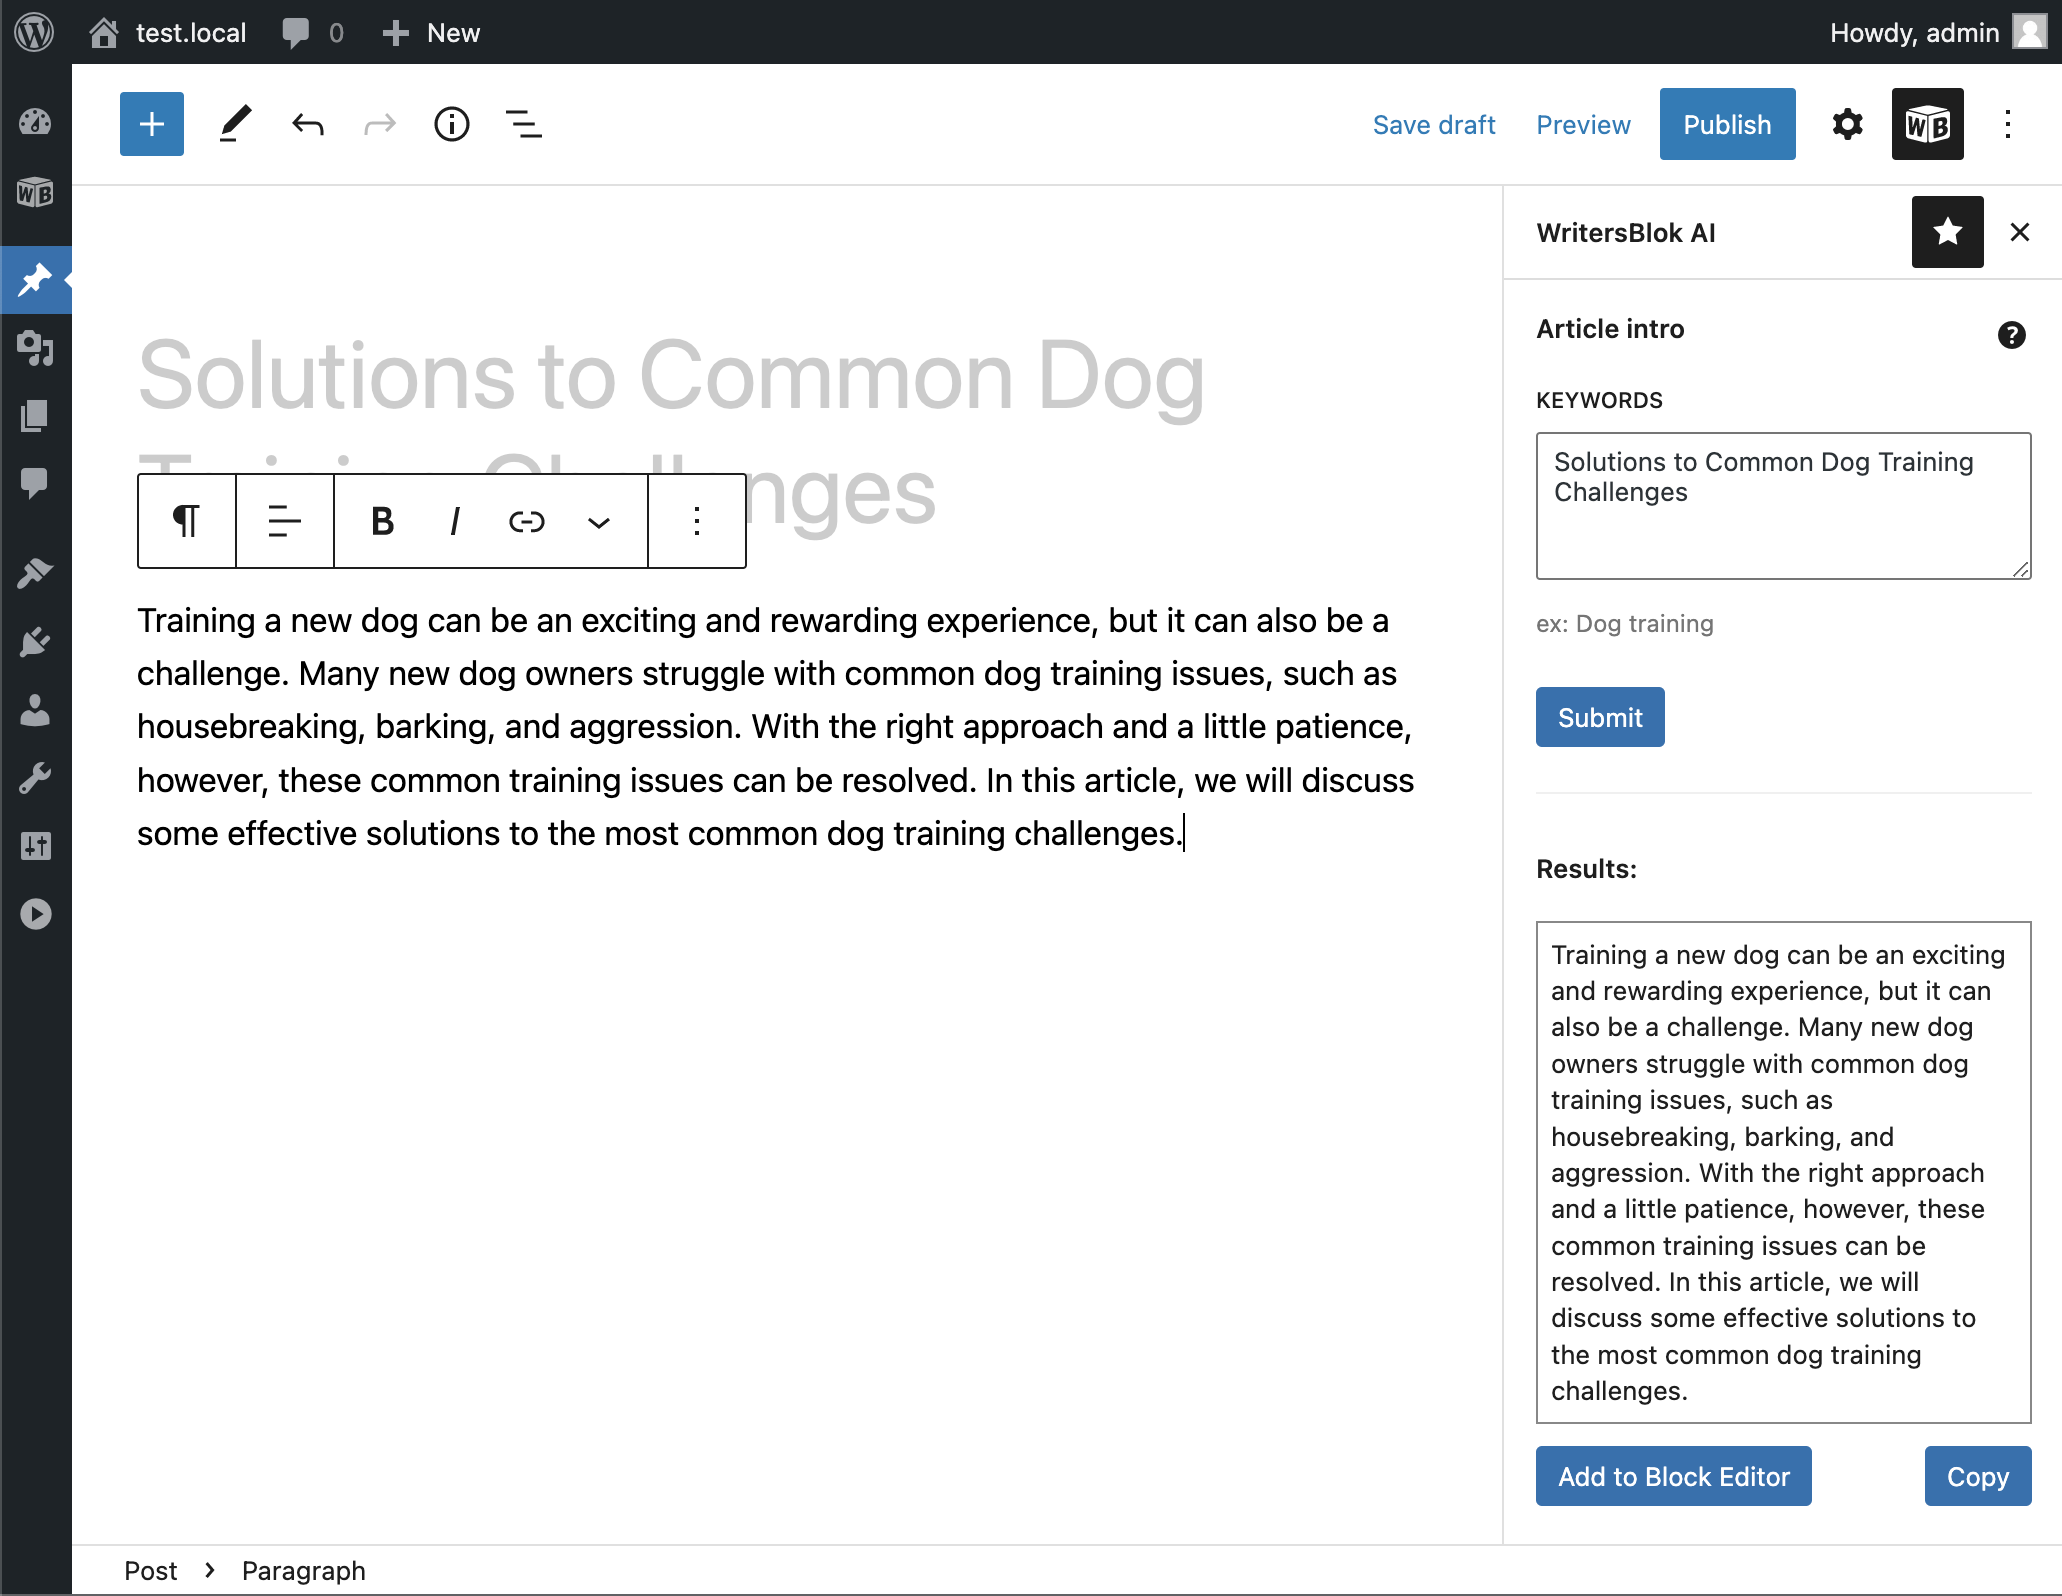 test.local
0
New
Howdy, admin
Save draft
Preview
Publish
WB
WB
WritersBlok AI
Solutions to Common Dog
Training Challenges
B
I
Training a new dog can be an exciting and rewarding experience, but it can also be a
challenge. Many new dog owners struggle with common dog training issues, such as
housebreaking, barking, and aggression. With the right approach and a little patience,
however, these common training issues can be resolved. In this article, we will discuss
some effective solutions to the most common dog training challenges.
Article intro
KEYWORDS
Solutions to Common Dog Training
Challenges
ex: Dog training
Submit
Results:
Training a new dog can be an exciting
and rewarding experience, but it can
also be a challenge. Many new dog
owners struggle with common dog
training issues, such as
housebreaking, barking, and
aggression. With the right approach
and a little patience, however, these
common training issues can be
resolved. In this article, we will
discuss some effective solutions to
the most common dog training
challenges.
Add to Block Editor
Copy
Post
Paragraph